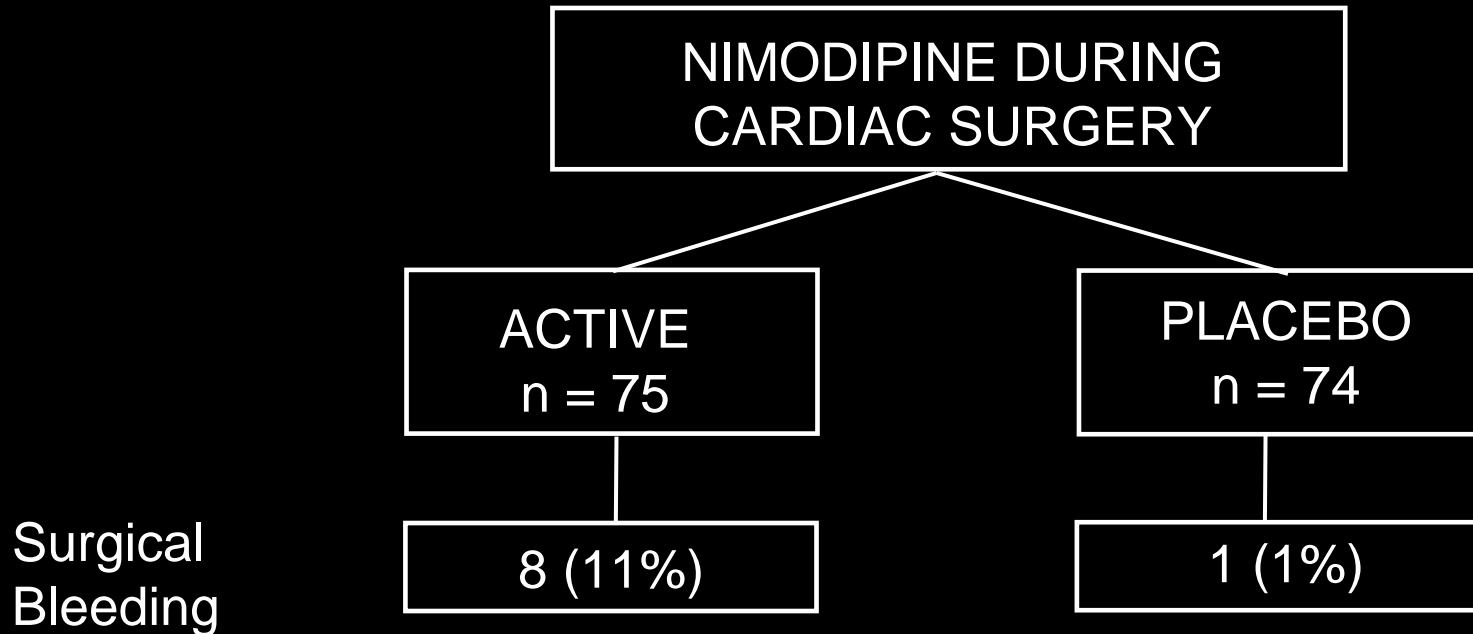 NIMODIPINE DURING
CARDIAC SURGERY
ACTIVE
n = 75
PLACEBO
n = 74
Surgical
Bleeding
8 (11%)
1 (1%)